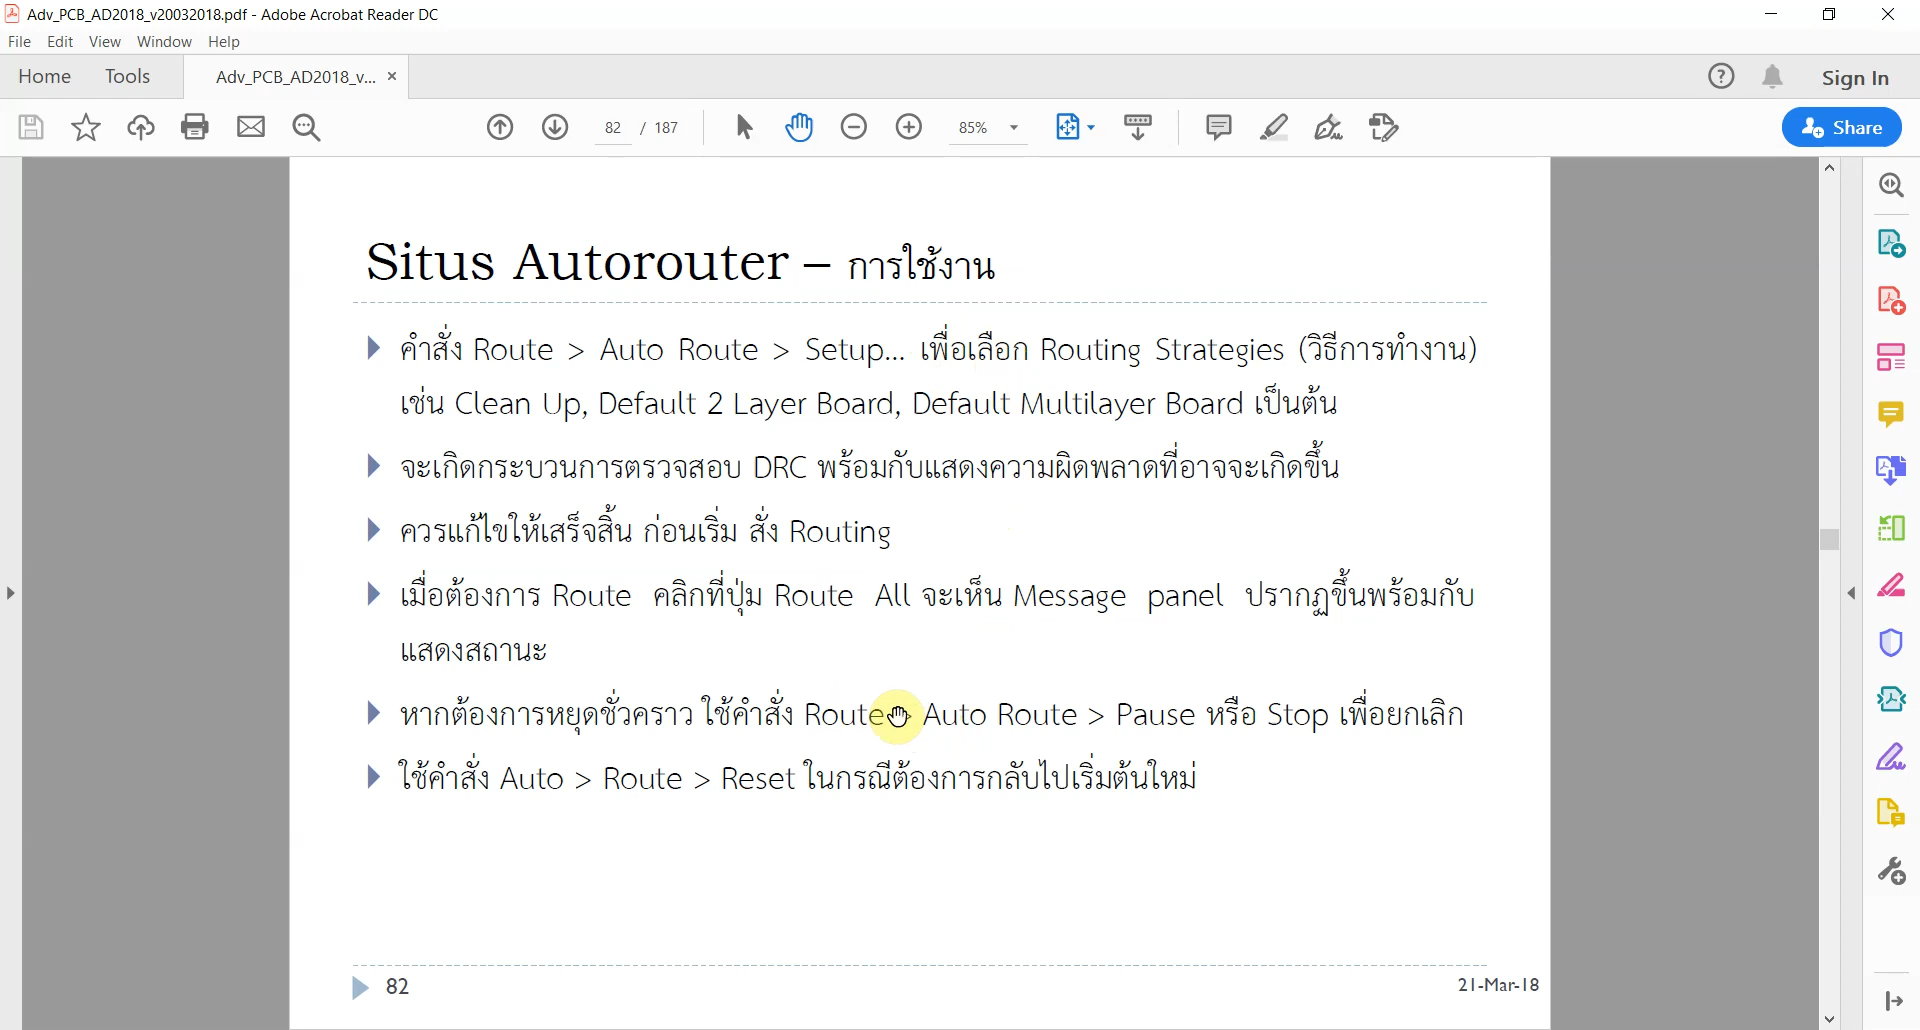 Adv_PCB_AD2018_v20032018.pdf - Adobe Acrobat Reader DC
File Edit View Window Help
Home Tools Adv_PCB_AD2018_v... × Sign In
82 / 187 85% Share
Situs Autorouter – การใช้งาน
คำสั่ง Route > Auto Route > Setup... เพื่อเลือก Routing Strategies (วิธีการทำงาน)
เช่น Clean Up, Default 2 Layer Board, Default Multilayer Board เป็นต้น
จะเกิดกระบวนการตรวจสอบ DRC พร้อมกับแสดงความผิดพลาดที่อาจจะเกิดขึ้น
ควรแก้ไขให้เสร็จสิ้น ก่อนเริ่ม สั่ง Routing
เมื่อต้องการ Route คลิกที่ปุ่ม Route All จะเห็น Message panel ปรากฏขึ้นพร้อมกับ
แสดงสถานะ
หากต้องการหยุดชั่วคราว ใช้คำสั่ง Route > Auto Route > Pause หรือ Stop เพื่อยกเลิก
ใช้คำสั่ง Auto > Route > Reset ในกรณีต้องการกลับไปเริ่มต้นใหม่
82 21-Mar-18